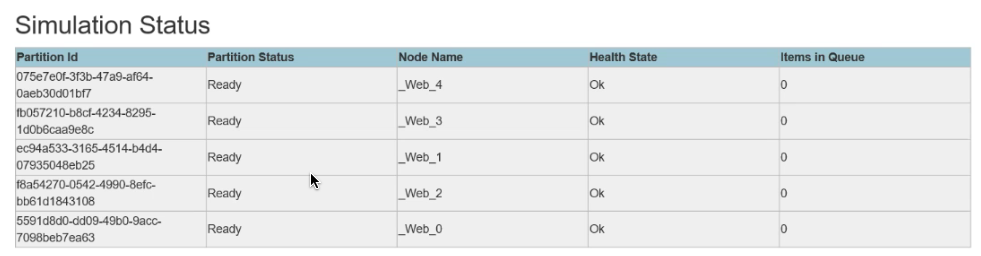 Simulation Status
Partition Id Partition Status Node Name Health State Items in Queue
075e7e0f-3f3b-47a9-af64-
0aeb30d01bf7 Ready _Web_4 Ok 0
fb057210-b8cf-4234-8295-
1d0b6caa9e8c Ready _Web_3 Ok 0
ec94a533-3165-4514-b4d4-
07935048eb25 Ready _Web_1 Ok 0
f8a54270-0542-4990-8efc-
bb61d1843108 Ready _Web_2 Ok 0
5591d8d0-dd09-49b0-9acc-
7098beb7ea63 Ready _Web_0 Ok 0